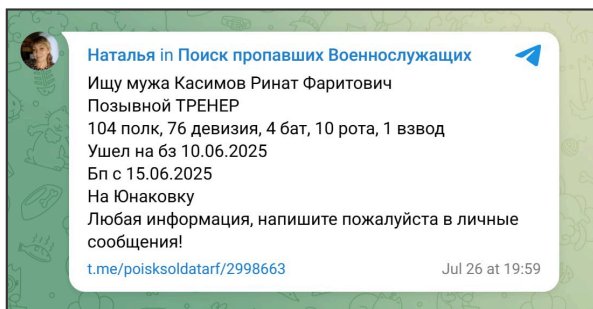 Наталья in Поиск пропавших Военнослужащих
Ищу мужа Касимов Ринат Фаритович
Позывной ТРЕНЕР
104 полк, 76 девизия, 4 бат, 10 рота, 1 взвод
Ушел на бз 10.06.2025
Бп с 15.06.2025
На Юнаковку
Любая информация, напишите пожалуйста в личные
сообщения!
t.me/poisksoldatarf/2998663 Jul 26 at 19:59